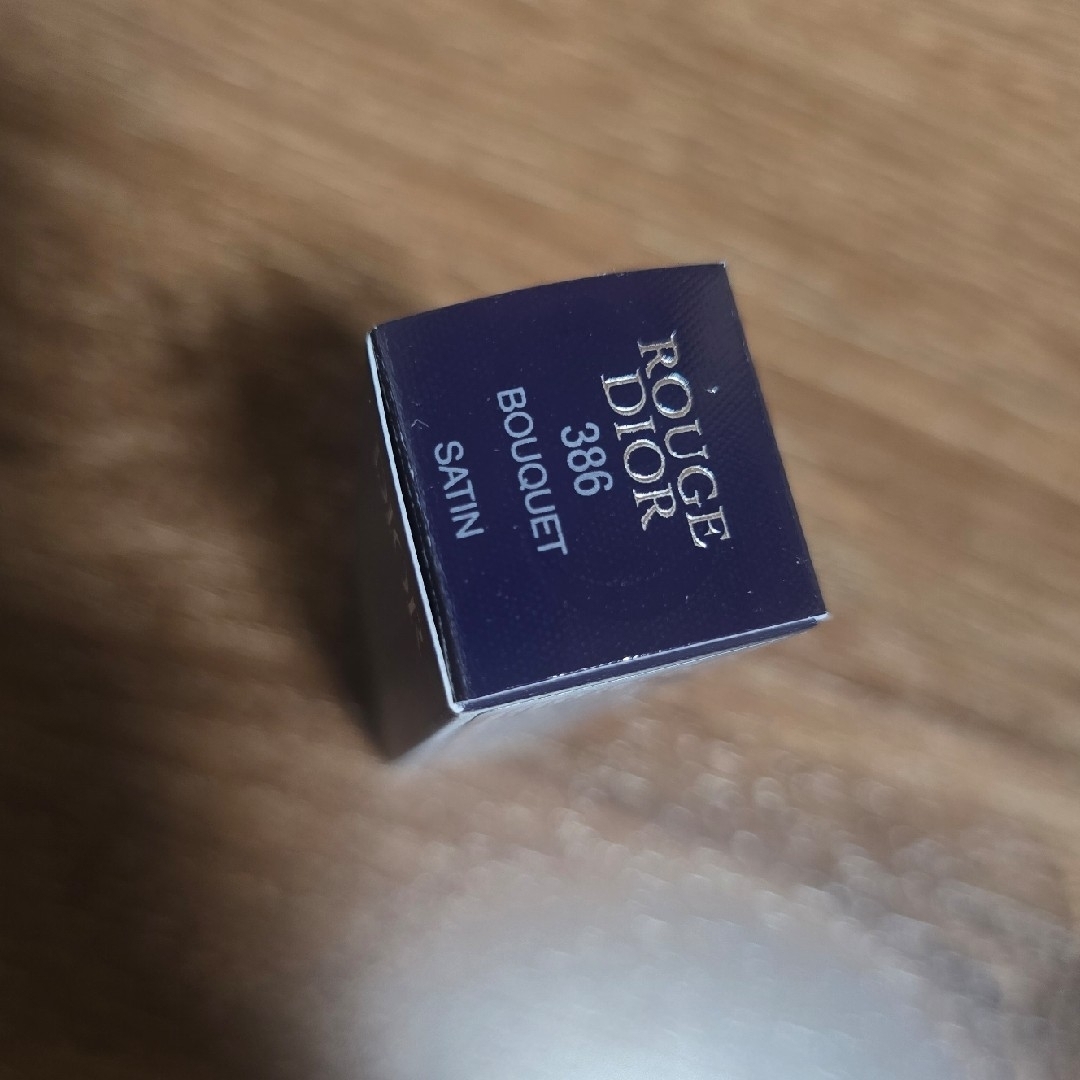 ROUGE
DIOR
386
BOUQUET
SATIN